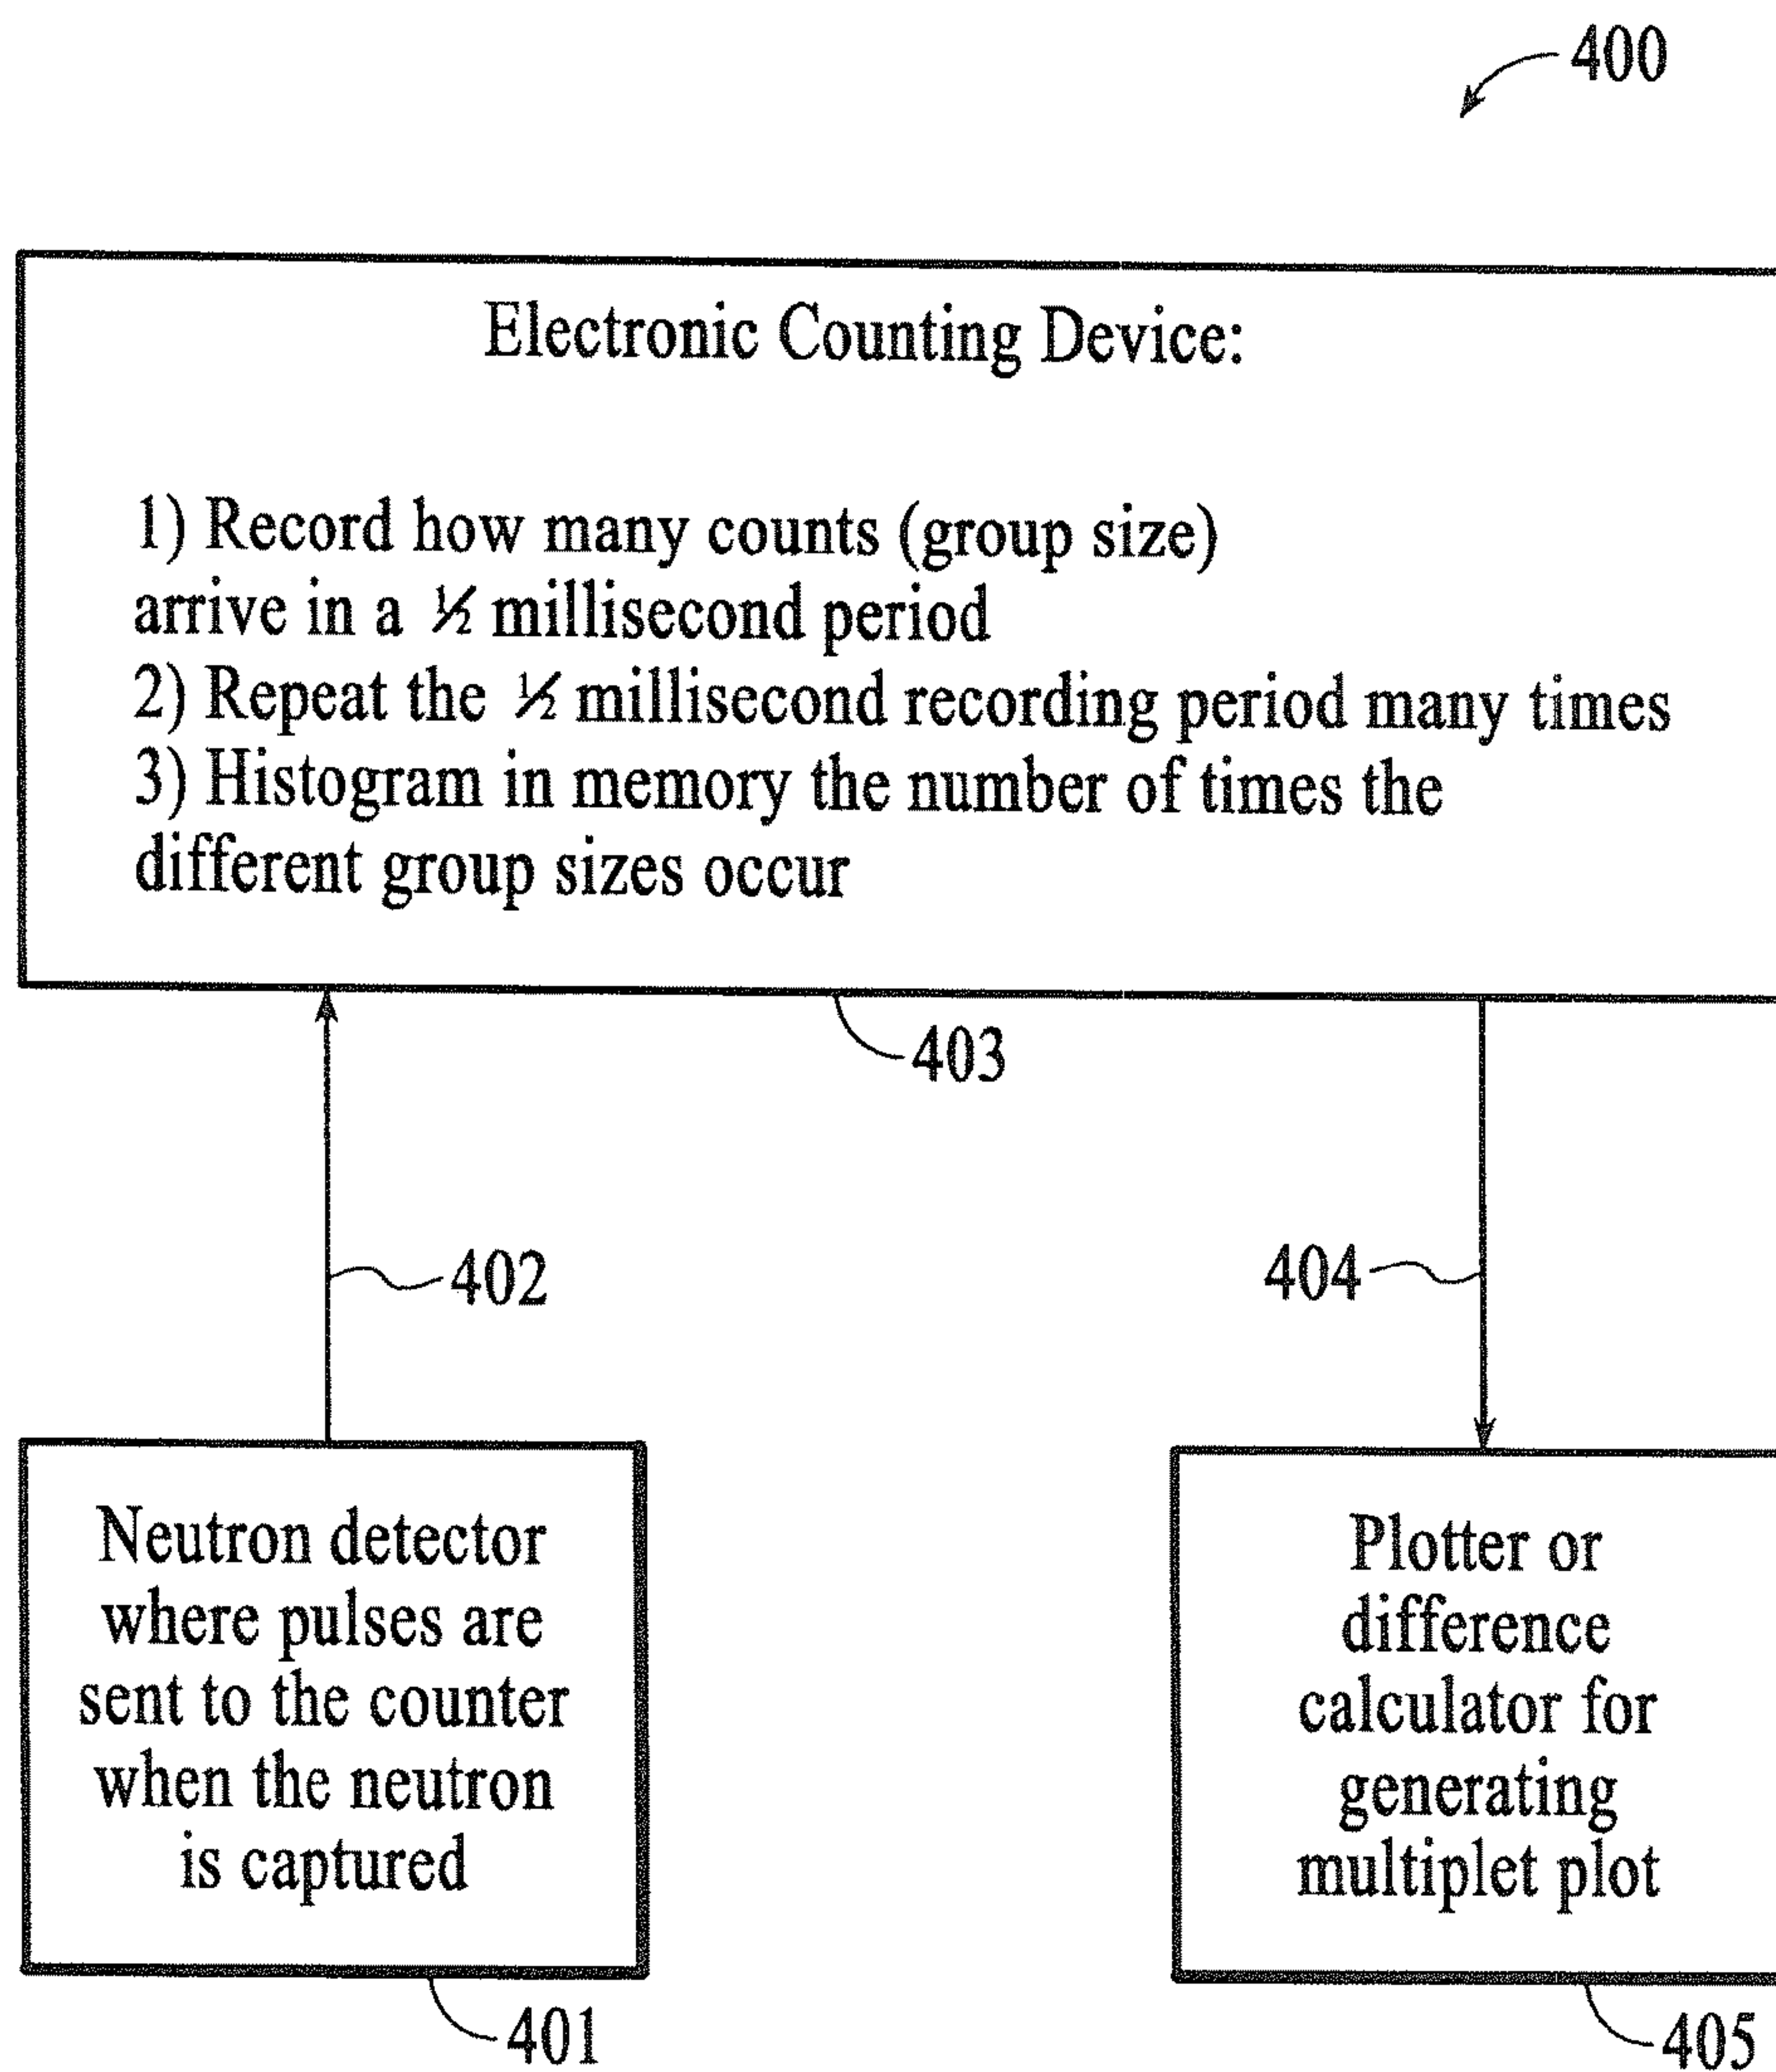 400
Electronic Counting Device:
1) Record how many counts (group size)
arrive in a ½ millisecond period
2) Repeat the ½ millisecond recording period many times
3) Histogram in memory the number of times the
different group sizes occur
403
402
404
Neutron detector
where pulses are
sent to the counter
when the neutron
is captured
401
Plotter or
difference
calculator for
generating
multiplet plot
405